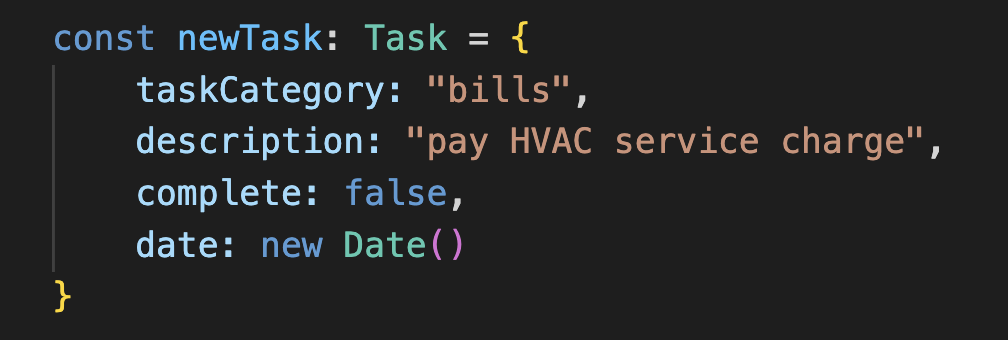 const newTask: Task = {
taskCategory: "bills",
description: "pay HVAC service charge",
complete: false,
date: new Date()
}